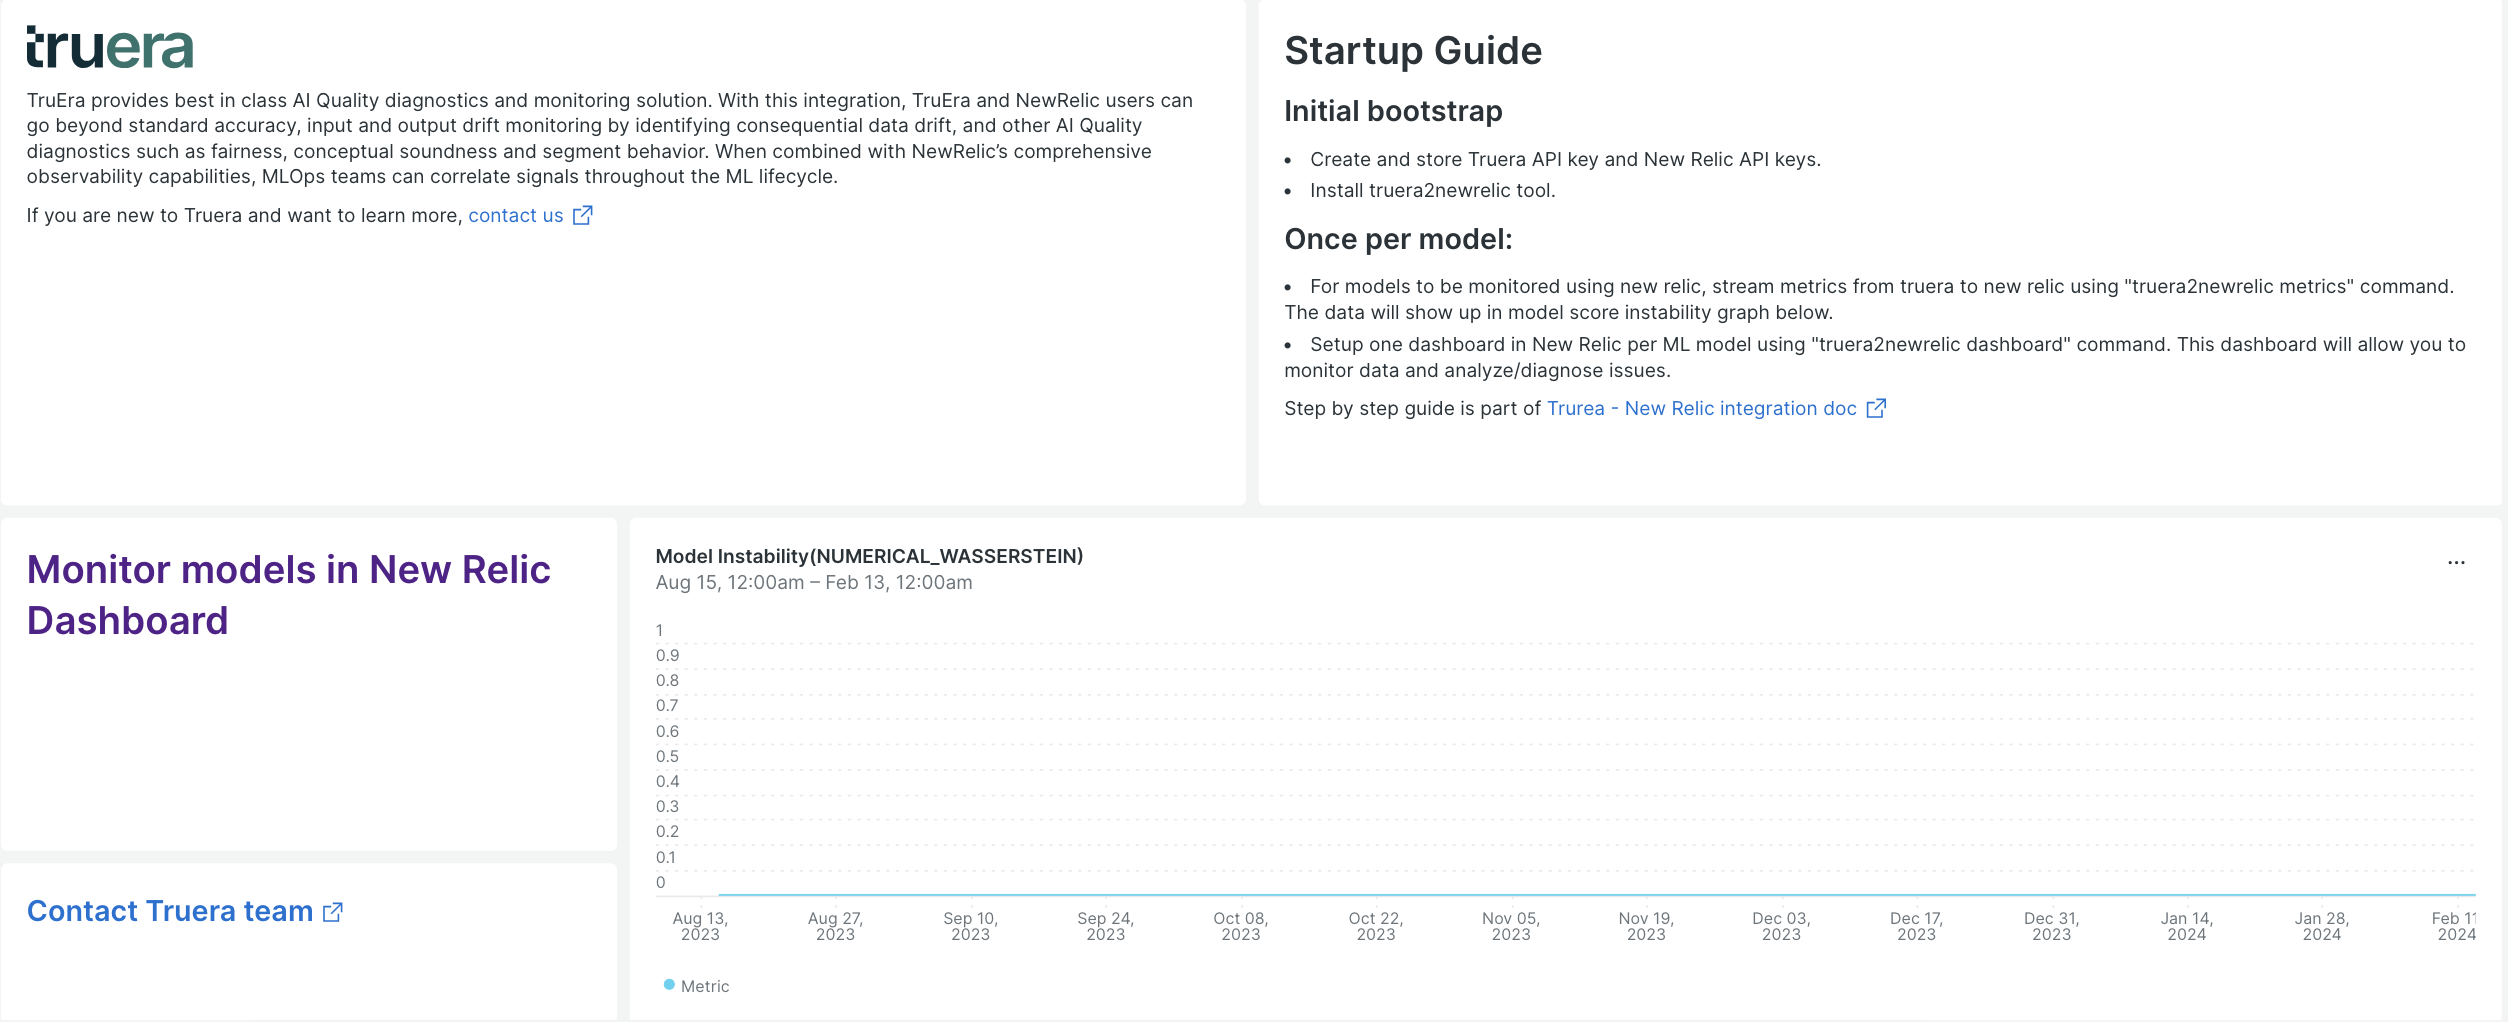 truera
TruEra provides best in class AI Quality diagnostics and monitoring solution. With this integration, TruEra and NewRelic users can
go beyond standard accuracy, input and output drift monitoring by identifying consequential data drift, and other AI Quality
diagnostics such as fairness, conceptual soundness and segment behavior. When combined with NewRelic’s comprehensive
observability capabilities, MLOps teams can correlate signals throughout the ML lifecycle.
If you are new to Truera and want to learn more, contact us
Startup Guide
Initial bootstrap
• Create and store Truera API key and New Relic API keys.
• Install truera2newrelic tool.
Once per model:
• For models to be monitored using new relic, stream metrics from truera to new relic using "truera2newrelic metrics" command.
The data will show up in model score instability graph below.
• Setup one dashboard in New Relic per ML model using "truera2newrelic dashboard" command. This dashboard will allow you to
monitor data and analyze/diagnose issues.
Step by step guide is part of Trurea - New Relic integration doc
Monitor models in New Relic
Dashboard
Contact Truera team
Model Instability(NUMERICAL_WASSERSTEIN)
Aug 15, 12:00am – Feb 13, 12:00am
...
1
0.9
0.8
0.7
0.6
0.5
0.4
0.3
0.2
0.1
0
Aug 13, Aug 27, Sep 10, Sep 24, Oct 08, Oct 22, Nov 05, Nov 19, Dec 03, Dec 17, Dec 31, Jan 14, Jan 28, Feb 11
2023 2023 2023 2023 2023 2023 2023 2023 2023 2023 2023 2024 2024 2024
Metric